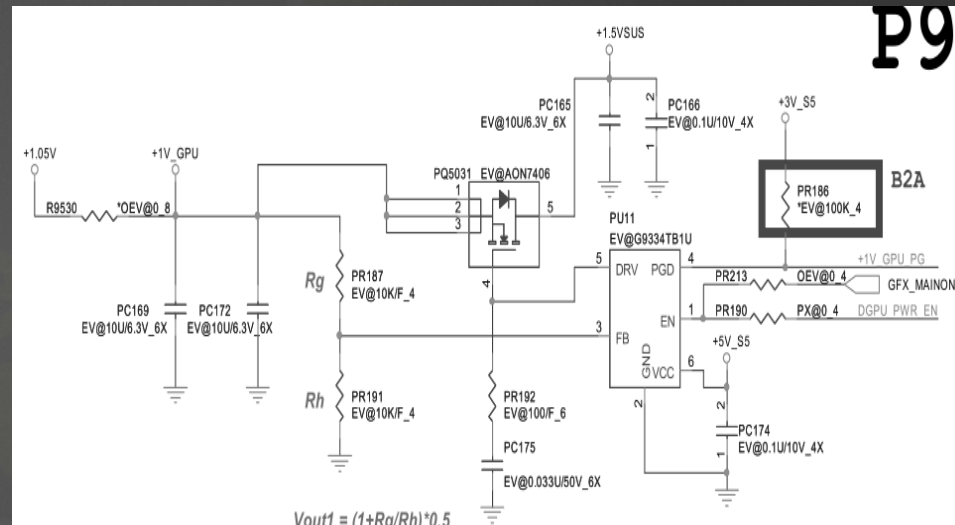 P9
+1.5VSUS
PC165
EV@10U/6.3V_6X
2
PC166
EV@0.1U/10V_4X
1
+3V_S5
B2A
PR186
*EV@100K_4
+1.05V
+1V_GPU
PQ5031
EV@AON7406
1
2
3
5
4
R9530
*OEV@0_8
PU11
EV@G9334TB1U
5
DRV
PGD
4
+1V_GPU_PG
PR213
OEV@0_4
GFX_MAINON
Rg
PR187
EV@10K/F_4
PC169
EV@10U/6.3V_6X
PC172
EV@10U/6.3V_6X
3
FB
EN
1
PR190
PX@0_4
DGPU_PWR_EN
+5V_S5
GND
VCC
6
2
Rh
PR191
EV@10K/F_4
PR192
EV@100/F_6
2
PC174
EV@0.1U/10V_4X
1
PC175
EV@0.033U/50V_6X
Vout1 = (1+Rg/Rh)*0.5